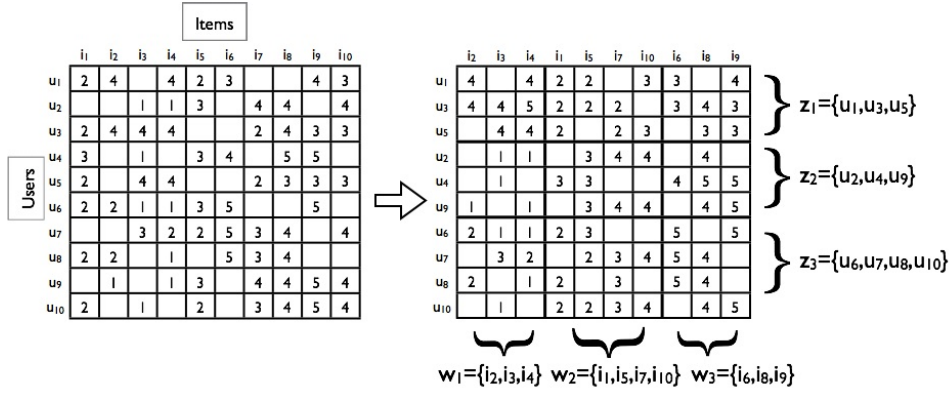 Items
i1 i2 i3 i4 i5 i6 i7 i8 i9 i10
u1 2 4 4 2 3 4 3
u2 1 1 3 4 4 4
u3 2 4 4 4 2 4 3 3
u4 3 1 3 4 5 5
u5 2 4 4 2 3 3 3
u6 2 2 1 1 3 5 5
u7 3 2 2 5 3 4 4
u8 2 2 1 5 3 4
u9 1 1 3 4 4 5 4
u10 2 1 2 3 4 5 4
Users
i2 i3 i4 i1 i5 i7 i10 i6 i8 i9
u1 4 4 2 2 3 3 4
u3 4 4 5 2 2 2 3 4 3
u5 4 4 2 2 3 3 3
u2 1 1 3 4 4 4
u4 1 3 3 4 5 5
u9 1 1 3 4 4 4 5
u6 2 1 1 2 3 5 5
u7 3 2 2 3 4 5 4
u8 2 1 2 3 5 4
u10 1 2 2 3 4 4 5
z1={u1,u3,u5}
z2={u2,u4,u9}
z3={u6,u7,u8,u10}
w1={i2,i3,i4} w2={i1,i5,i7,i10} w3={i6,i8,i9}